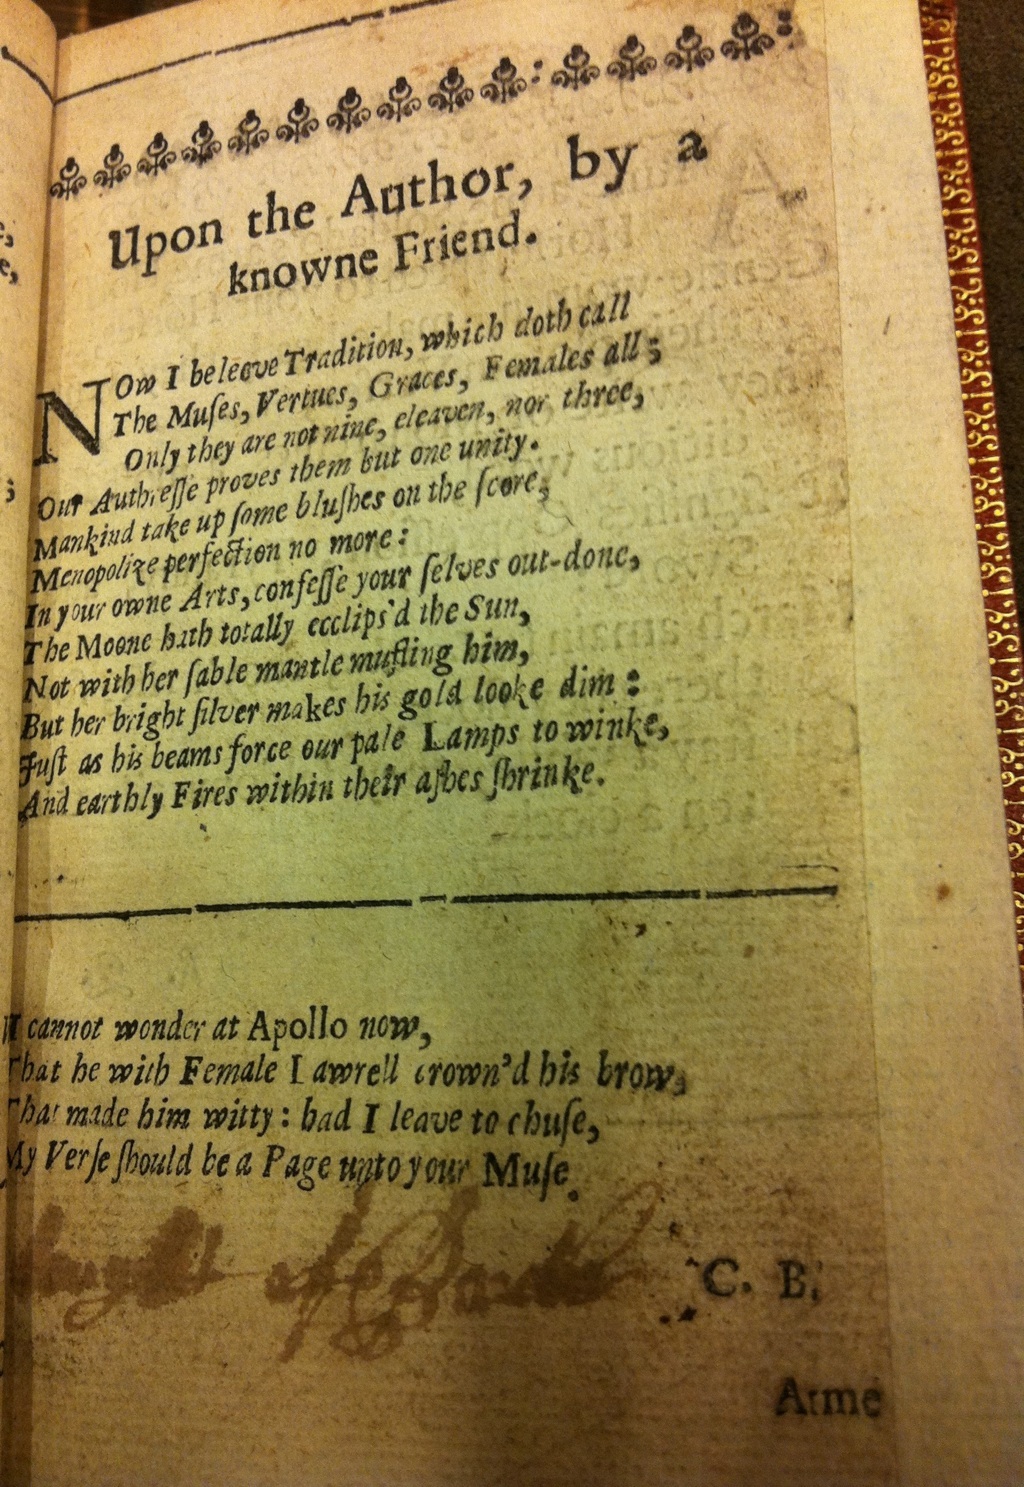 Upon the Author, by a
knowne Friend.
NOw I beleeve Tradition, which doth call
The Muſes, Vertues, Graces, Females all;
Only they are not nine, eleaven, nor three,
Our Authreſſe proves them but one unity.
Mankind take up ſome bluſhes on the ſcore,
Menopolize perfection no more:
In your owne Arts, confeſſe your ſelves out-done,
The Moone hath totally ecclips'd the Sun,
Not with her ſable mantle muffling him,
But her bright ſilver makes his gold looke dim:
Juſt as his beams force our pale Lamps to winke,
And earthly Fires within their aſhes ſhrinke.
I cannot wonder at Apollo now,
That he with Female Lawrell crown'd his brow,
That made him witty: had I leave to chuſe,
My Verſe ſhould be a Page unto your Muſe.
C. B.
Arme